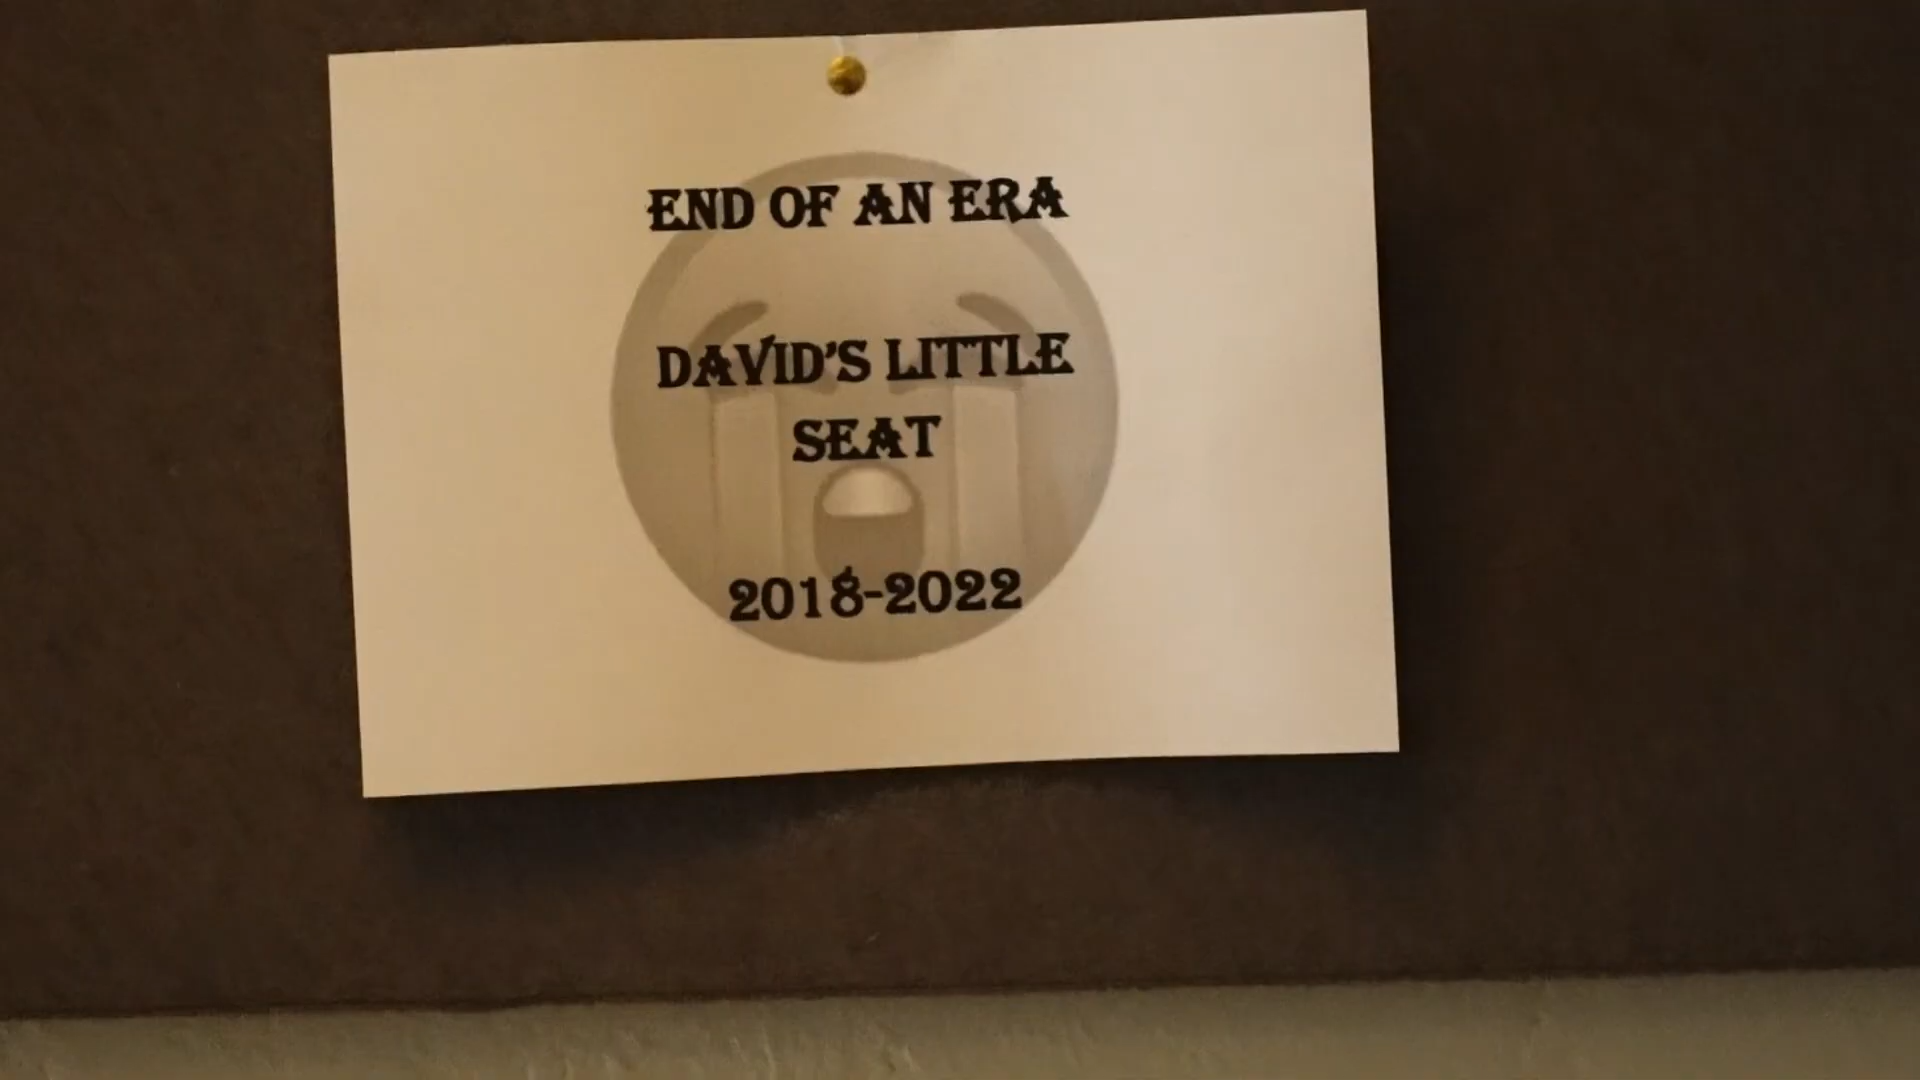 END OF AN ERA
DAVID'S LITTLE
SEAT
2018-2022